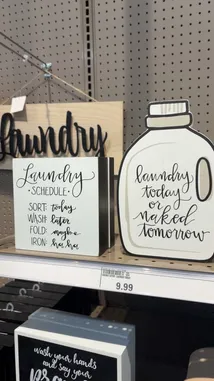 laundry
Laundry
- SCHEDULE -
SORT: today
WASH: later
FOLD: maybe
IRON: ha, ha
laundry
today
or
naked
tomorrow
9.99
wash your hands
and say your